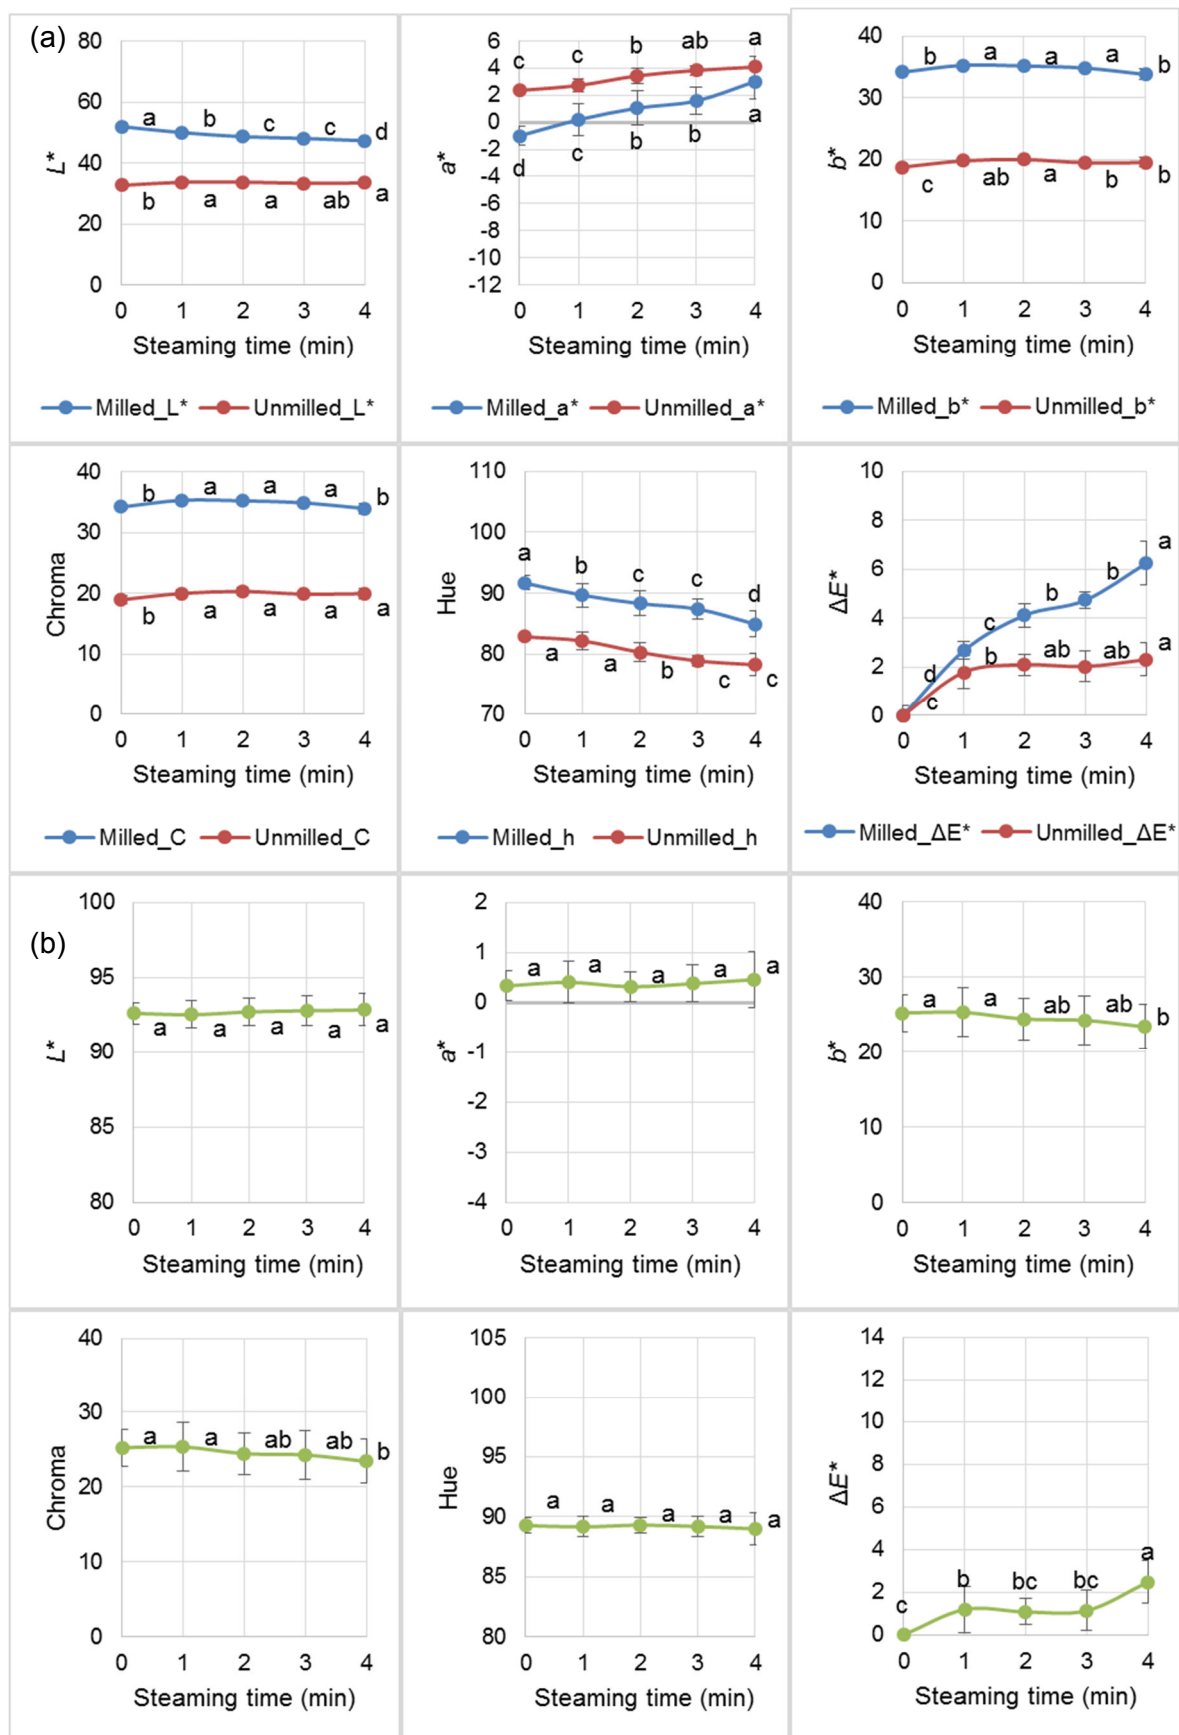 (a)
80
60
40
20
0
L*
a b c c d
b a a ab a
0 1 2 3 4
Steaming time (min)
Milled_L* Unmilled_L*
6
4
2
0
-2
-4
-6
-8
-10
-12
a*
c c b ab a
d c b b a
0 1 2 3 4
Steaming time (min)
Milled_a* Unmilled_a*
40
30
20
10
0
b*
b a a a b
c ab a b b
0 1 2 3 4
Steaming time (min)
Milled_b* Unmilled_b*
40
30
20
10
0
Chroma
b a a a b
b a a a a
0 1 2 3 4
Steaming time (min)
Milled_C Unmilled_C
110
100
90
80
70
Hue
a b c c d
a a b c c
0 1 2 3 4
Steaming time (min)
Milled_h Unmilled_h
10
8
6
4
2
0
ΔE*
d c b b a
c b ab ab a
0 1 2 3 4
Steaming time (min)
Milled_ΔE* Unmilled_ΔE*
(b)
100
95
90
85
80
L*
a a a a a
0 1 2 3 4
Steaming time (min)
2
1
0
-1
-2
-3
-4
a*
a a a a a
0 1 2 3 4
Steaming time (min)
40
30
20
10
0
b*
a a ab ab b
0 1 2 3 4
Steaming time (min)
40
30
20
10
0
Chroma
a a ab ab b
0 1 2 3 4
Steaming time (min)
105
100
95
90
85
80
Hue
a a a a a
0 1 2 3 4
Steaming time (min)
14
12
10
8
6
4
2
0
ΔE*
c b bc bc a
0 1 2 3 4
Steaming time (min)